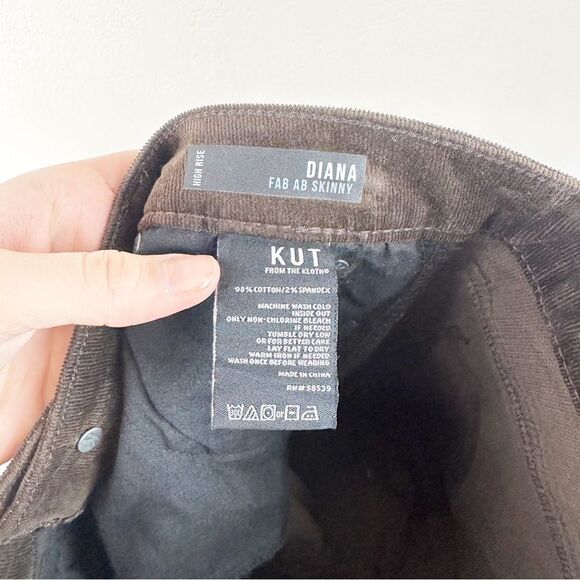 HIGH RISE
DIANA
FAB AB SKINNY
KUT
FROM THE KLOTH®
98% COTTON/2% SPANDEX
MACHINE WASH COLD
INSIDE OUT
ONLY NON-CHLORINE BLEACH
IF NEEDED
TUMBLE DRY LOW
OR FOR BETTER CARE
LAY FLAT TO DRY
WARM IRON IF NEEDED
WASH ONCE BEFORE WEARING
MADE IN CHINA
RN# 58539
or